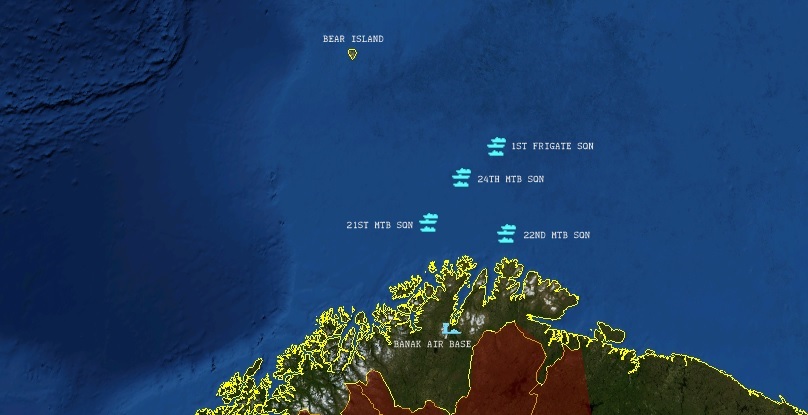 BEAR ISLAND
1ST FRIGATE SQN
24TH MTB SQN
21ST MTB SQN
22ND MTB SQN
BANAK AIR BASE